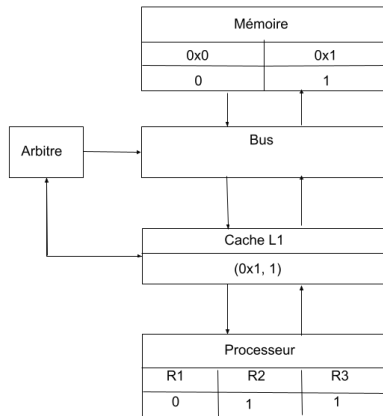 Mémoire
0x0 0x1
0 1
Bus
Arbitre
Cache L1
(0x1, 1)
Processeur
R1 R2 R3
0 1 1